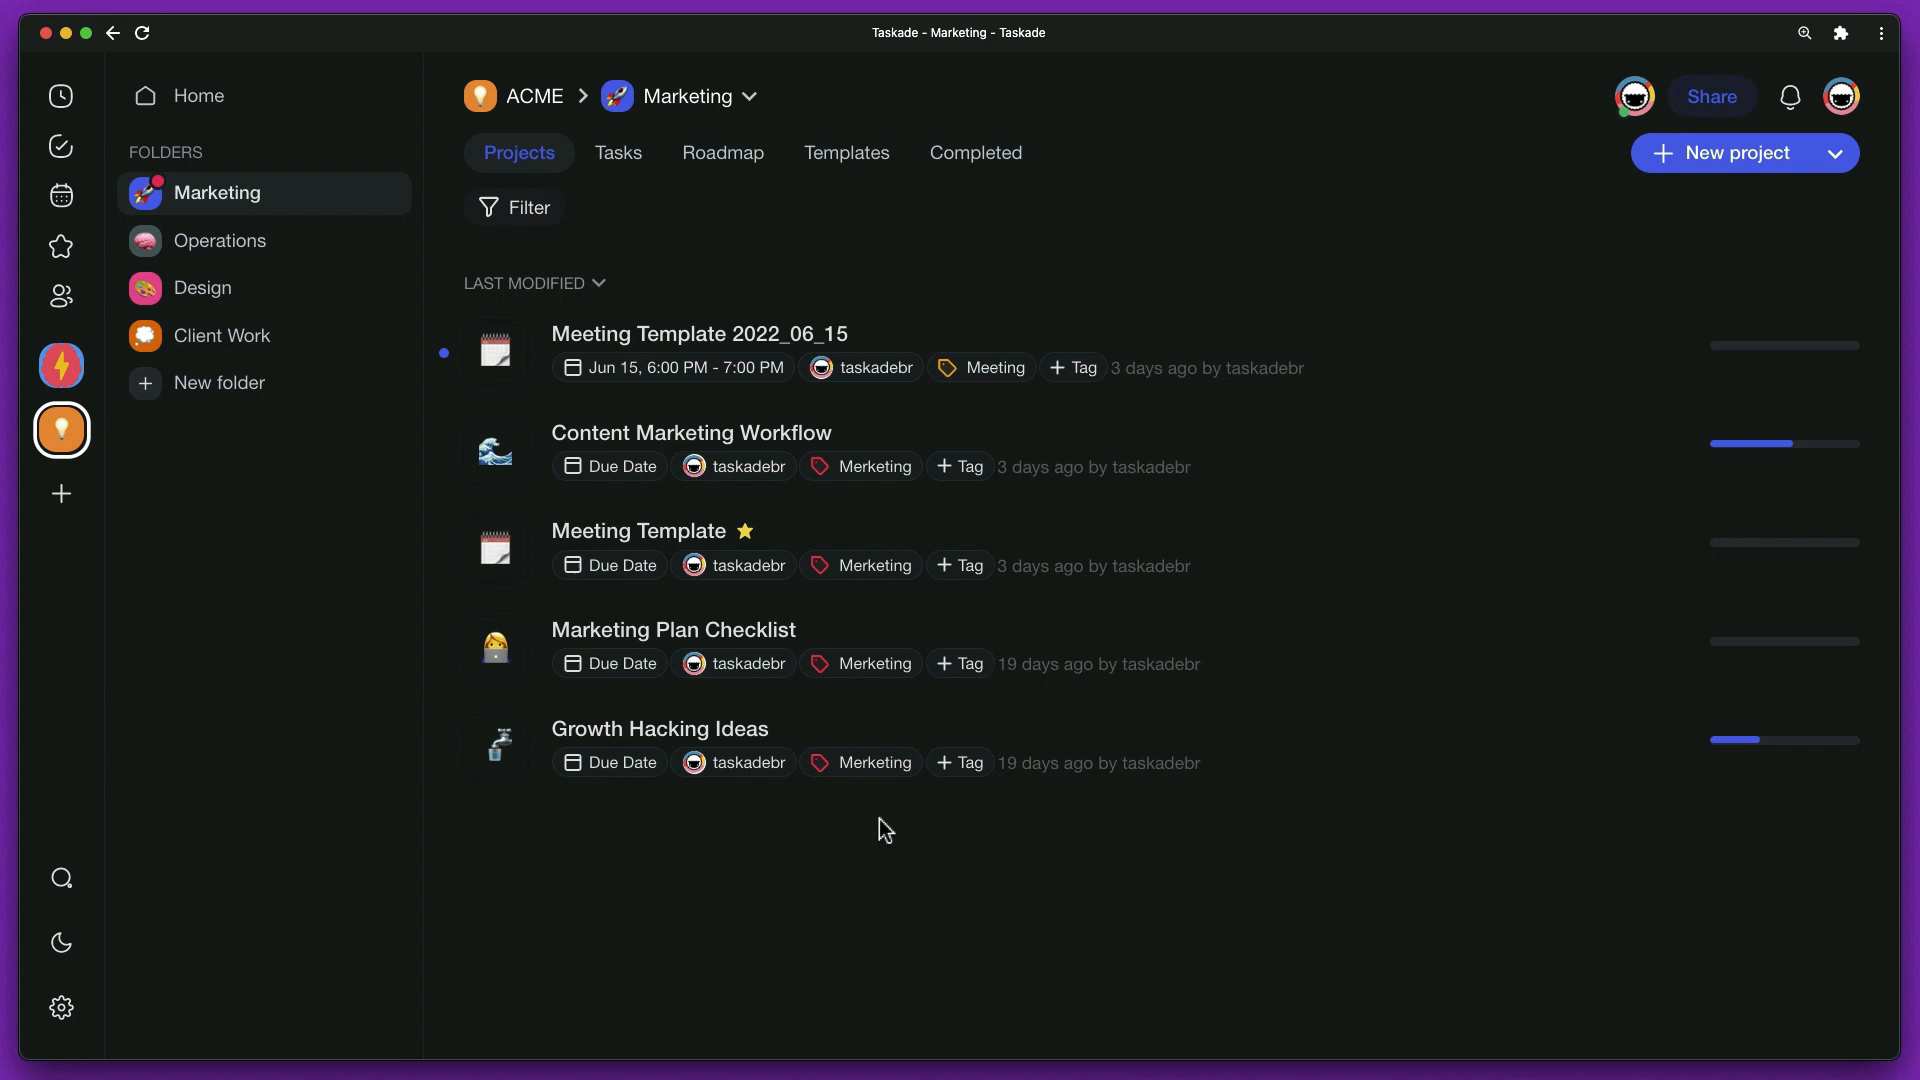 Taskade - Marketing - Taskade
Home
FOLDERS
Marketing
Operations
Design
Client Work
New folder
ACME
Marketing
Share
Projects
Tasks
Roadmap
Templates
Completed
New project
Filter
LAST MODIFIED
Meeting Template 2022_06_15
Jun 15, 6:00 PM - 7:00 PM taskadebr Meeting + Tag 3 days ago by taskadebr
Content Marketing Workflow
Due Date taskadebr Merketing + Tag 3 days ago by taskadebr
Meeting Template
Due Date taskadebr Merketing + Tag 3 days ago by taskadebr
Marketing Plan Checklist
Due Date taskadebr Merketing + Tag 19 days ago by taskadebr
Growth Hacking Ideas
Due Date taskadebr Merketing + Tag 19 days ago by taskadebr